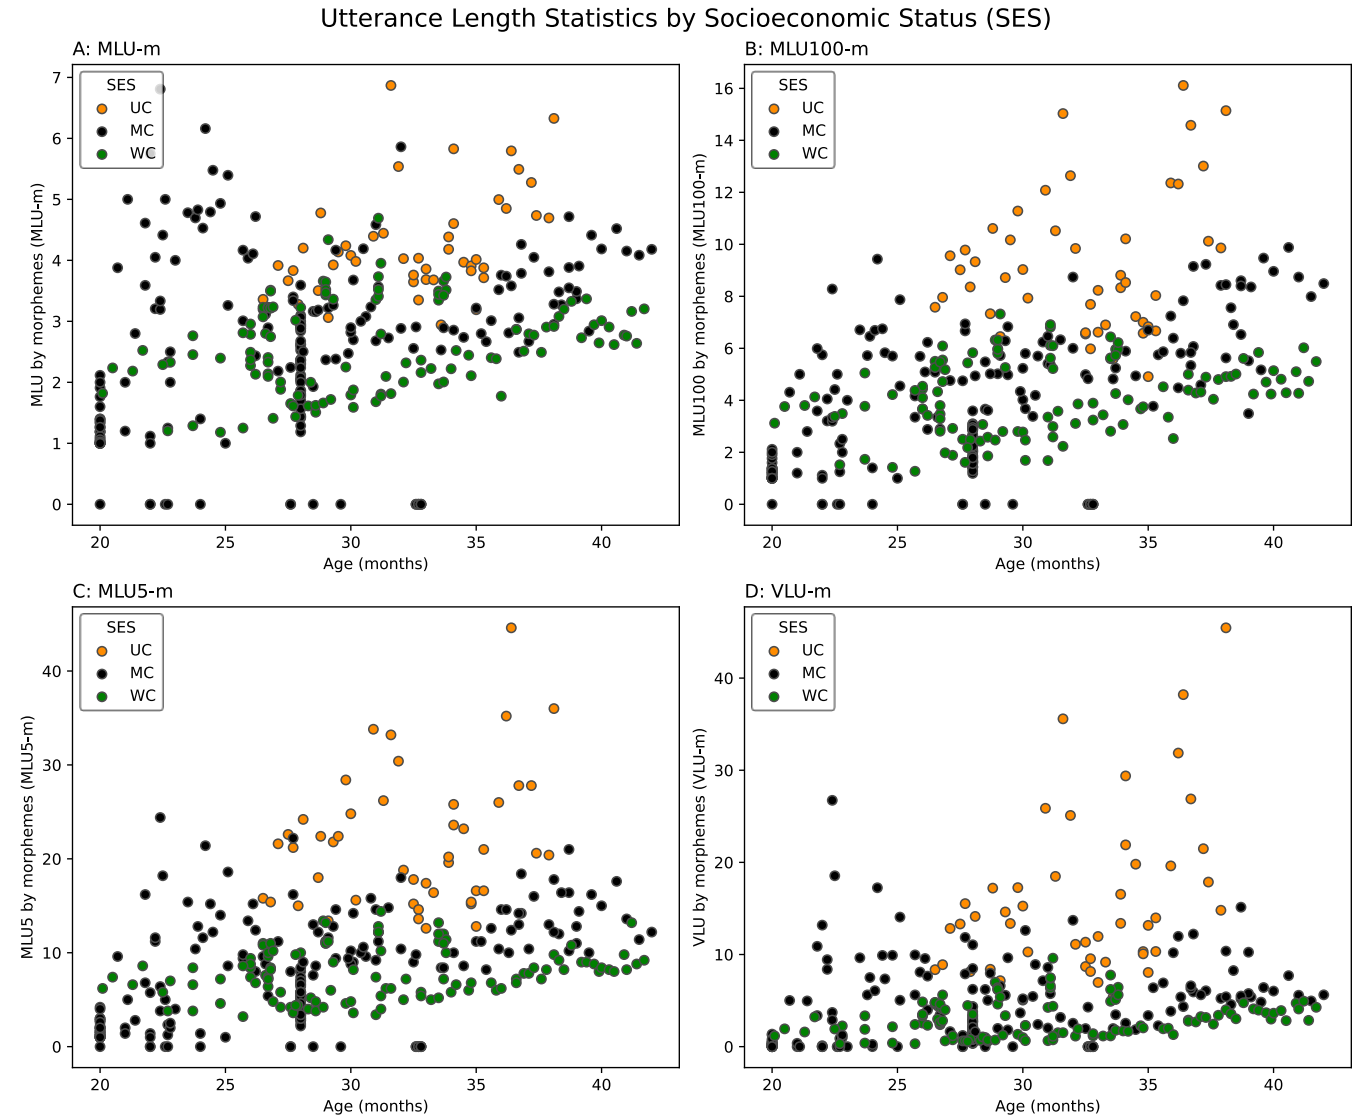 Utterance Length Statistics by Socioeconomic Status (SES)
A: MLU-m
SES
UC
MC
WC
MLU by morphemes (MLU-m)
7
6
5
4
3
2
1
0
20 25 30 35 40
Age (months)
B: MLU100-m
SES
UC
MC
WC
MLU100 by morphemes (MLU100-m)
16
14
12
10
8
6
4
2
0
20 25 30 35 40
Age (months)
C: MLU5-m
SES
UC
MC
WC
MLU5 by morphemes (MLU5-m)
40
30
20
10
0
20 25 30 35 40
Age (months)
D: VLU-m
SES
UC
MC
WC
VLU by morphemes (VLU-m)
40
30
20
10
0
20 25 30 35 40
Age (months)